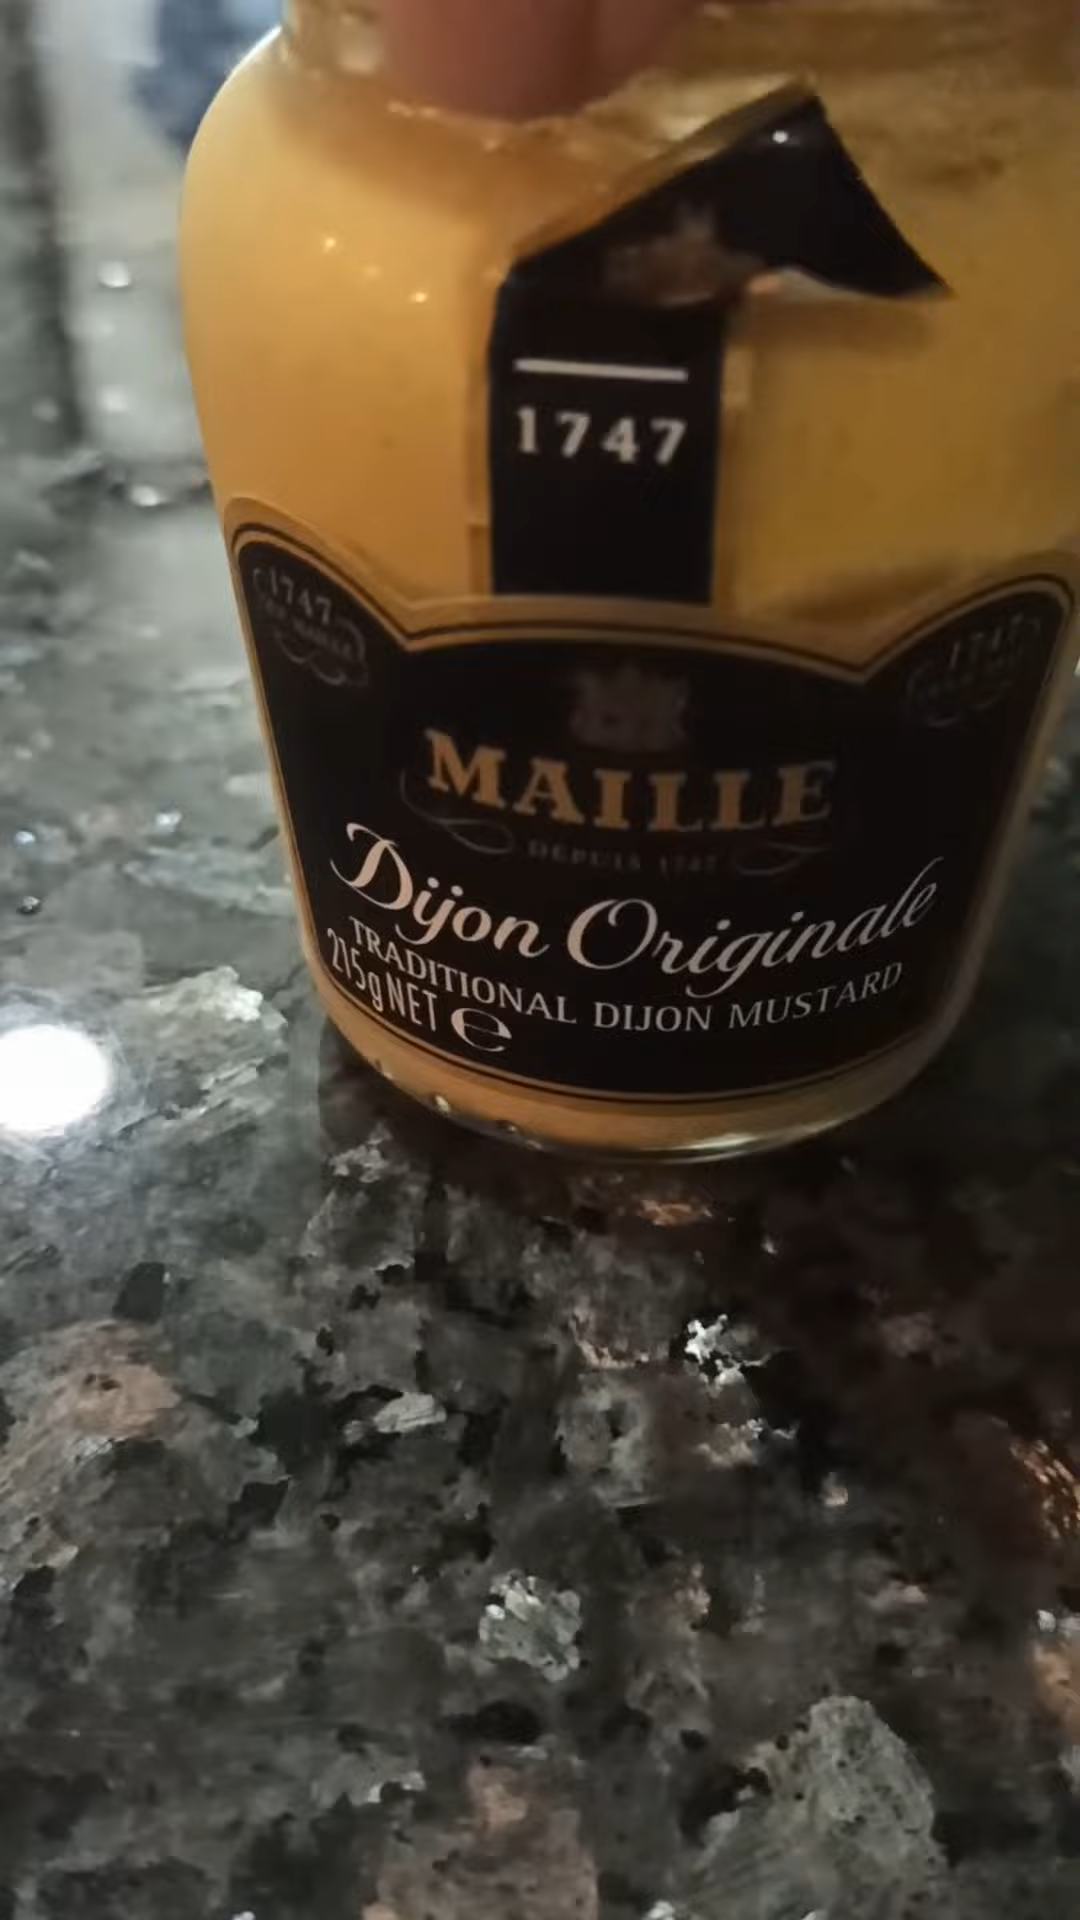 1747
1747
1747
MAILLE
DEPUIS 1747
Dijon Originale
TRADITIONAL DIJON MUSTARD
215g NET e